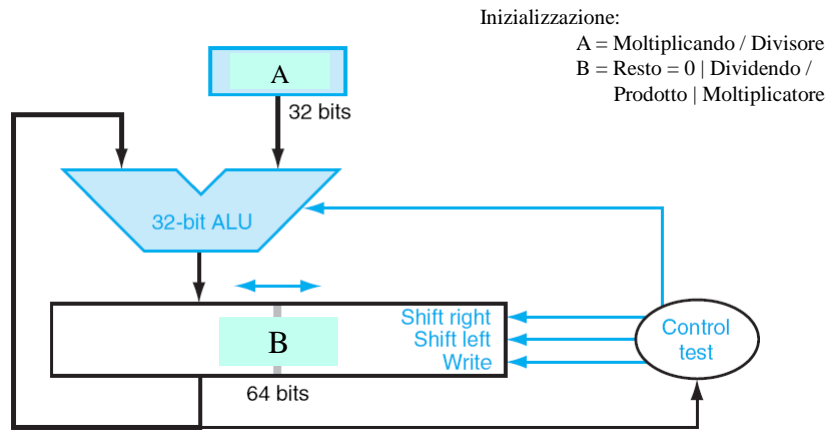 Inizializzazione:
A = Moltiplicando / Divisore
B = Resto = 0 | Dividendo /
Prodotto | Moltiplicatore
A
32 bits
32-bit ALU
B
Shift right
Shift left
Write
Control
test
64 bits